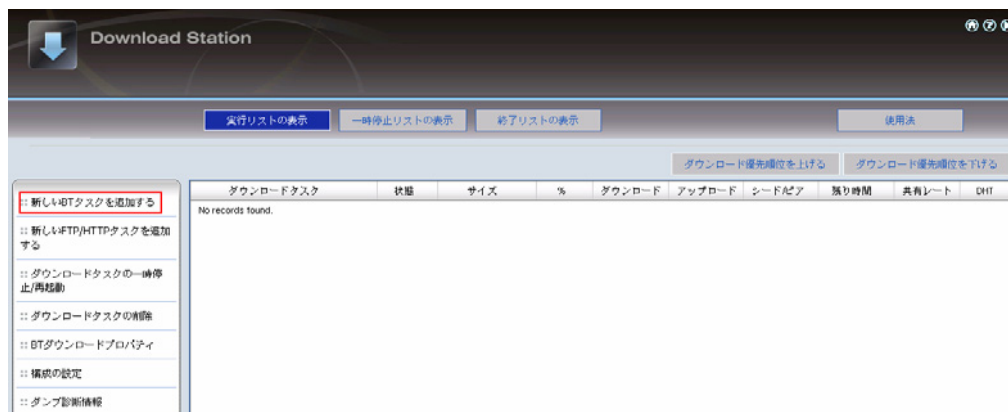 Download Station
実行リストの表示 一時停止リストの表示 終了リストの表示 使用法
ダウンロード優先順位を上げる ダウンロード優先順位を下げる
ダウンロードタスク 状態 サイズ % ダウンロード アップロード シード/ピア 残り時間 共有レート DHT
No records found.
:: 新しいBTタスクを追加する
:: 新しいFTP/HTTPタスクを追加
する
:: ダウンロードタスクの一時停
止/再起動
:: ダウンロードタスクの削除
:: BTダウンロードプロパティ
:: 構成の設定
:: ダンプ診断情報